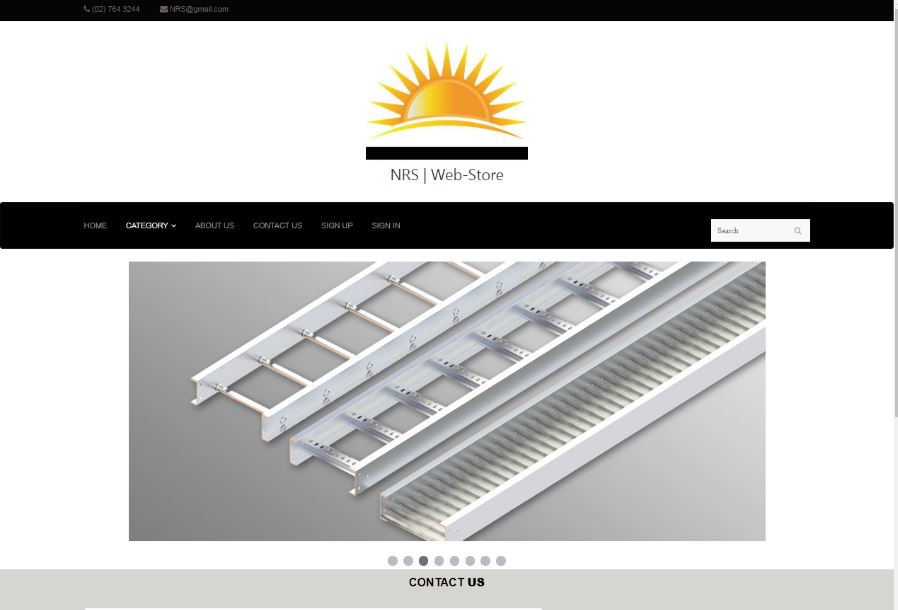 (02) 764 3244 NRS@gmail.com
NRS | Web-Store
HOME CATEGORY ABOUT US CONTACT US SIGN UP SIGN IN Search
CONTACT US